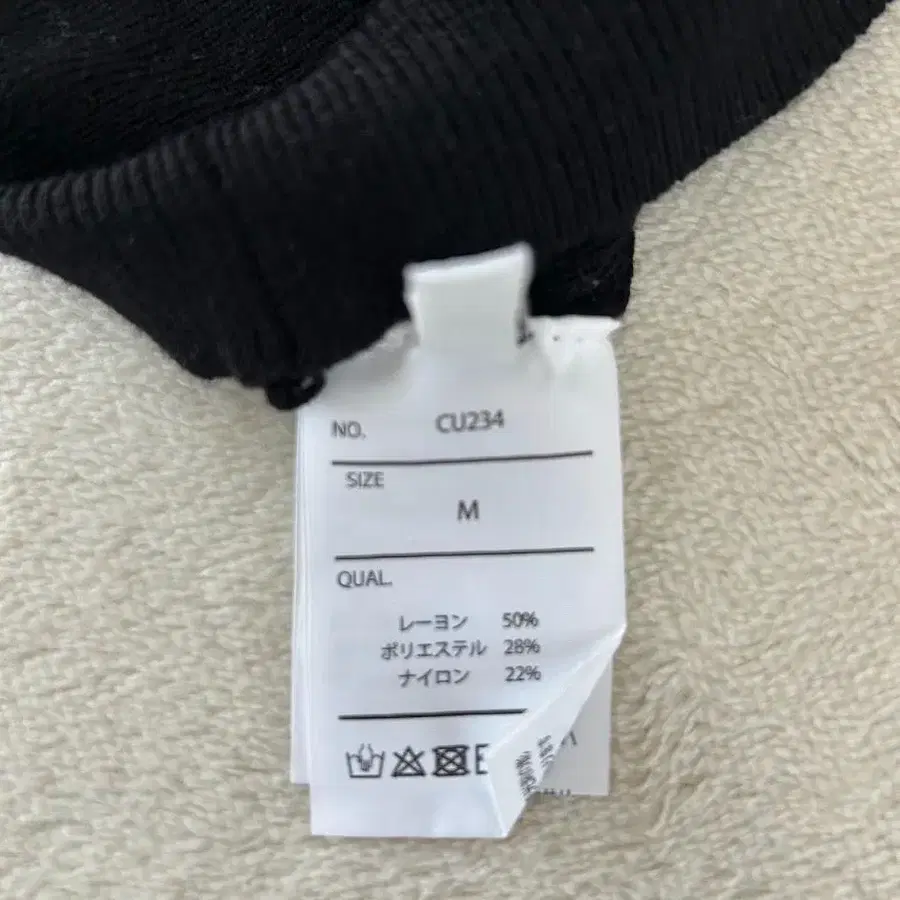 NO. CU234
SIZE
M
QUAL.
レーヨン 50%
ポリエステル 28%
ナイロン 22%